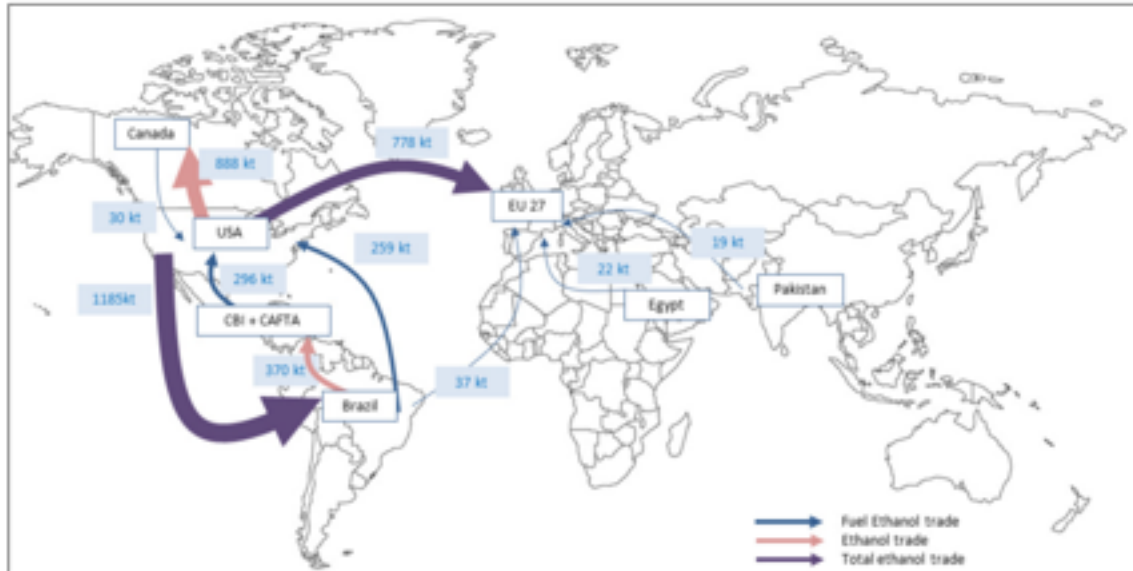 Canada
888 kt
778 kt
30 kt
USA
EU 27
259 kt
19 kt
296 kt
22 kt
1185kt
Egypt
Pakistan
CBI + CAFTA
370 kt
37 kt
Brazil
Fuel Ethanol trade
Ethanol trade
Total ethanol trade